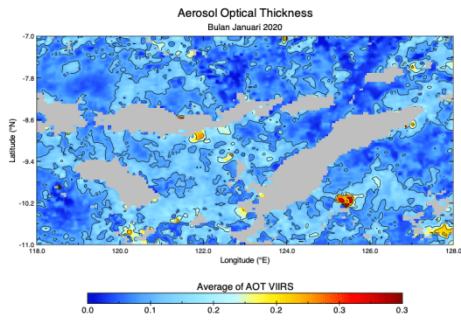 Aerosol Optical Thickness
Bulan Januari 2020
-7.0
-7.8
-8.6
-9.4
-10.2
-11.0
Latitude (°N)
118.0 120.0 122.0 124.0 126.0 128.0
Longitude (°E)
Average of AOT VIIRS
0.0 0.1 0.2 0.2 0.3 0.3